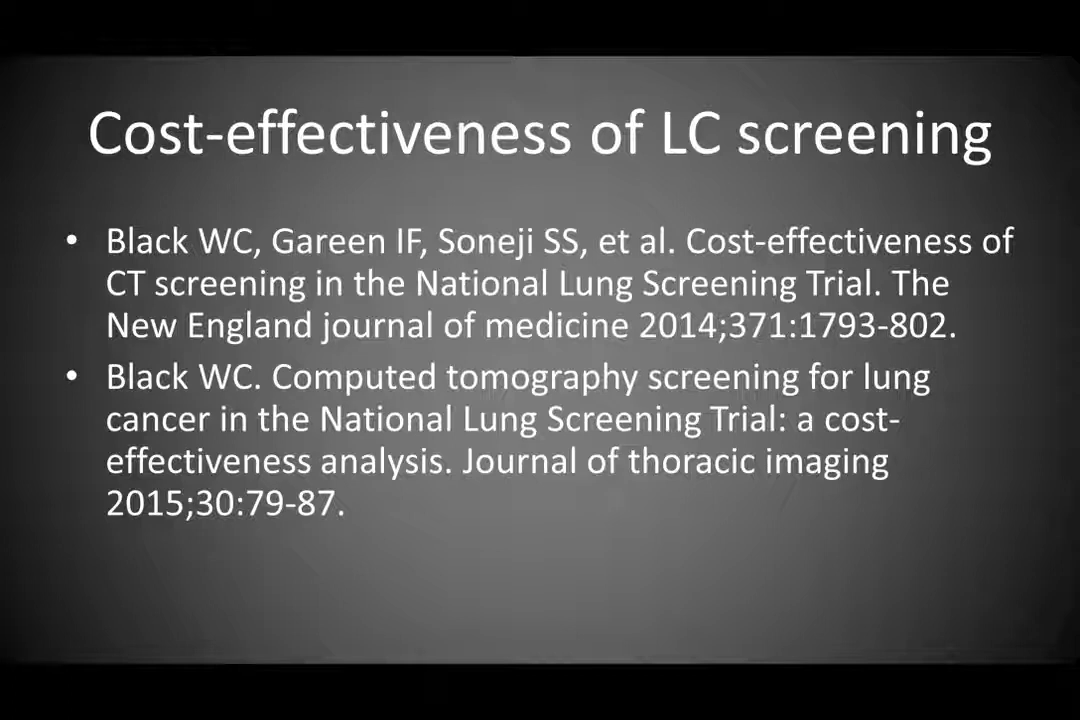 Cost-effectiveness of LC screening
• Black WC, Gareen IF, Soneji SS, et al. Cost-effectiveness of
CT screening in the National Lung Screening Trial. The
New England journal of medicine 2014;371:1793-802.
• Black WC. Computed tomography screening for lung
cancer in the National Lung Screening Trial: a cost-
effectiveness analysis. Journal of thoracic imaging
2015;30:79-87.